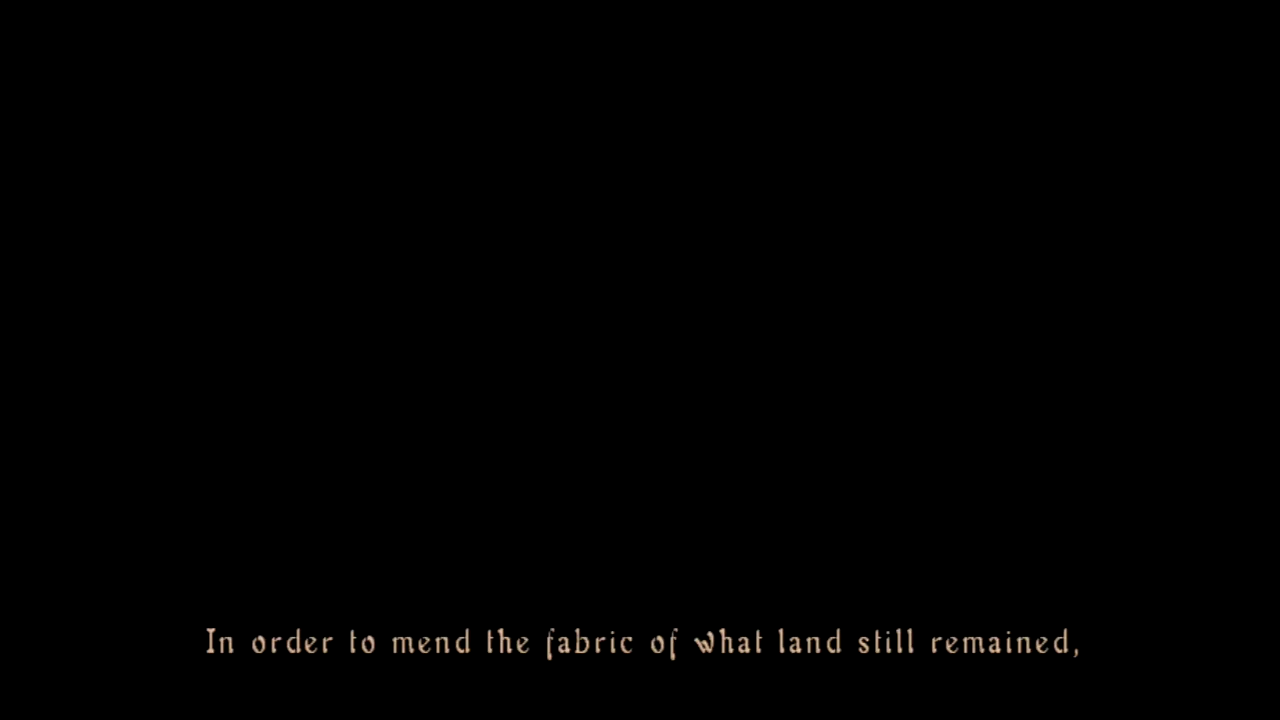 In order to mend the fabric of what land still remained,